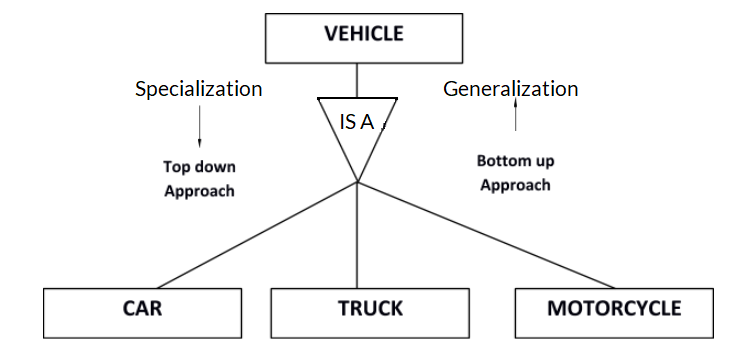 VEHICLE
Specialization
Generalization
IS A ,
Top down
Approach
Bottom up
Approach
CAR
TRUCK
MOTORCYCLE